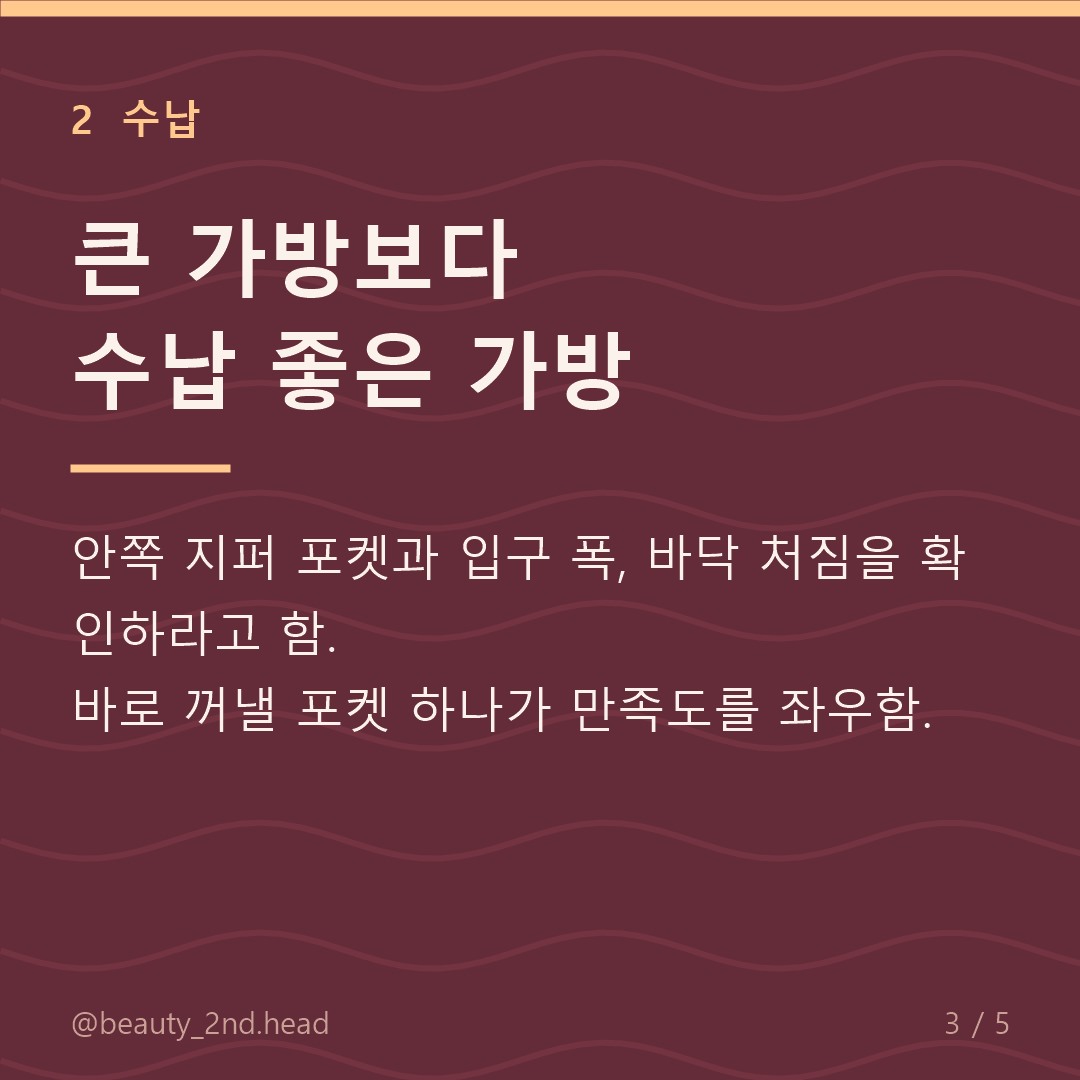 2 수납
큰 가방보다
수납 좋은 가방
안쪽 지퍼 포켓과 입구 폭, 바닥 처짐을 확
인하라고 함.
바로 꺼낼 포켓 하나가 만족도를 좌우함.
@beauty_2nd.head
3 / 5